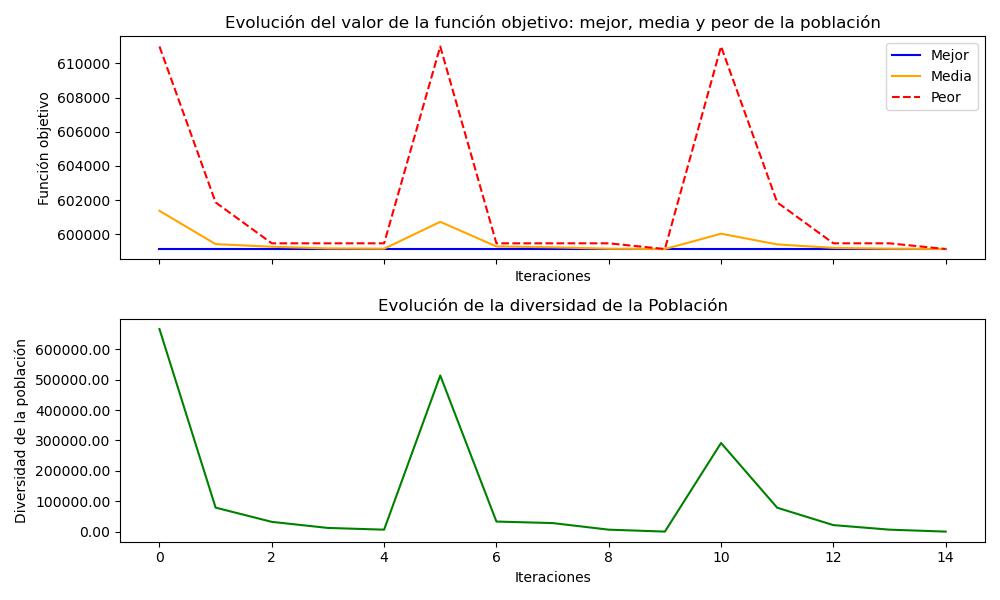 Evolución del valor de la función objetivo: mejor, media y peor de la población
Función objetivo
610000
608000
606000
604000
602000
600000
Mejor
Media
Peor
Iteraciones
Evolución de la diversidad de la Población
Diversidad de la población
600000.00
500000.00
400000.00
300000.00
200000.00
100000.00
0.00
0 2 4 6 8 10 12 14
Iteraciones